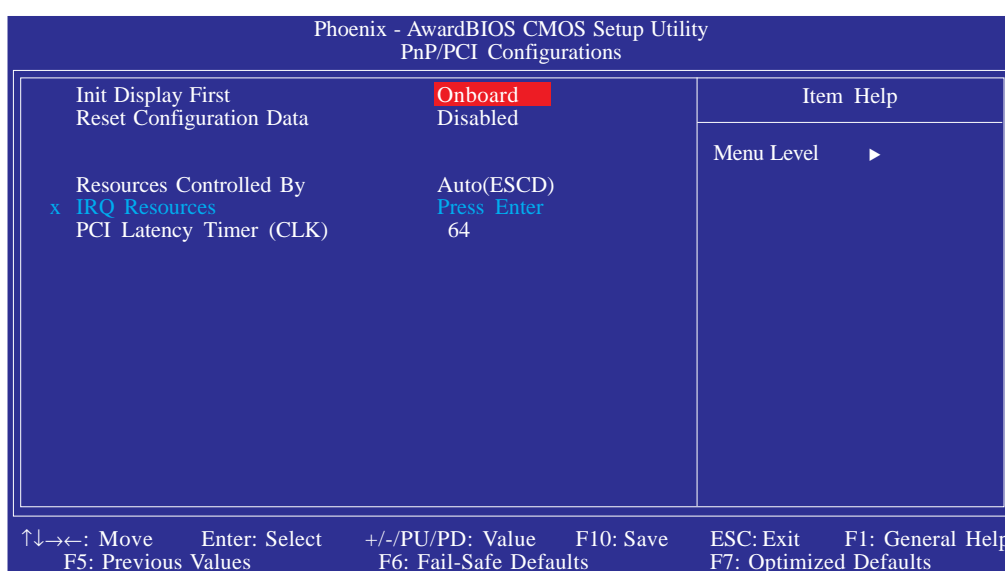 Phoenix - AwardBIOS CMOS Setup Utility
PnP/PCI Configurations
Init Display First Onboard
Reset Configuration Data Disabled
Item Help
Menu Level ►
Resources Controlled By Auto(ESCD)
x IRQ Resources Press Enter
PCI Latency Timer (CLK) 64
↑↓→←: Move Enter: Select +/-/PU/PD: Value F10: Save ESC: Exit F1: General Help
F5: Previous Values F6: Fail-Safe Defaults F7: Optimized Defaults